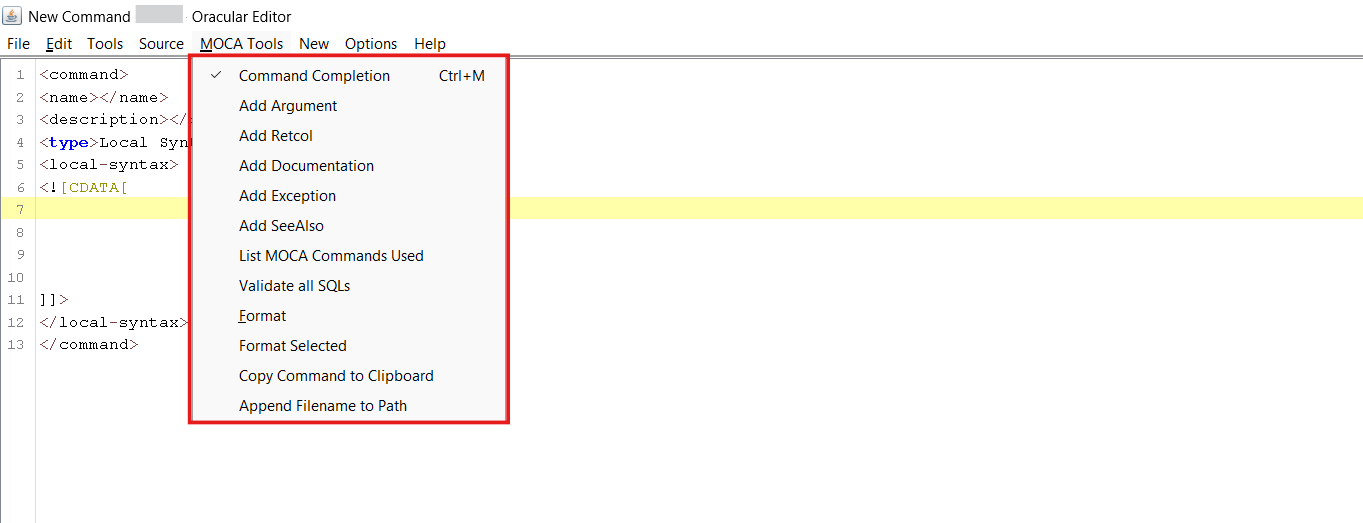 New Command - Oracular Editor
File Edit Tools Source MOCA Tools New Options Help
✓ Command Completion Ctrl+M
Add Argument
Add Retcol
Add Documentation
Add Exception
Add SeeAlso
List MOCA Commands Used
Validate all SQLs
Format
Format Selected
Copy Command to Clipboard
Append Filename to Path
1 <command>
2 <name></name>
3 <description></
4 <type>Local Syn
5 <local-syntax>
6 <![CDATA[
7
8
9
10
11 ]]>
12 </local-syntax>
13 </command>